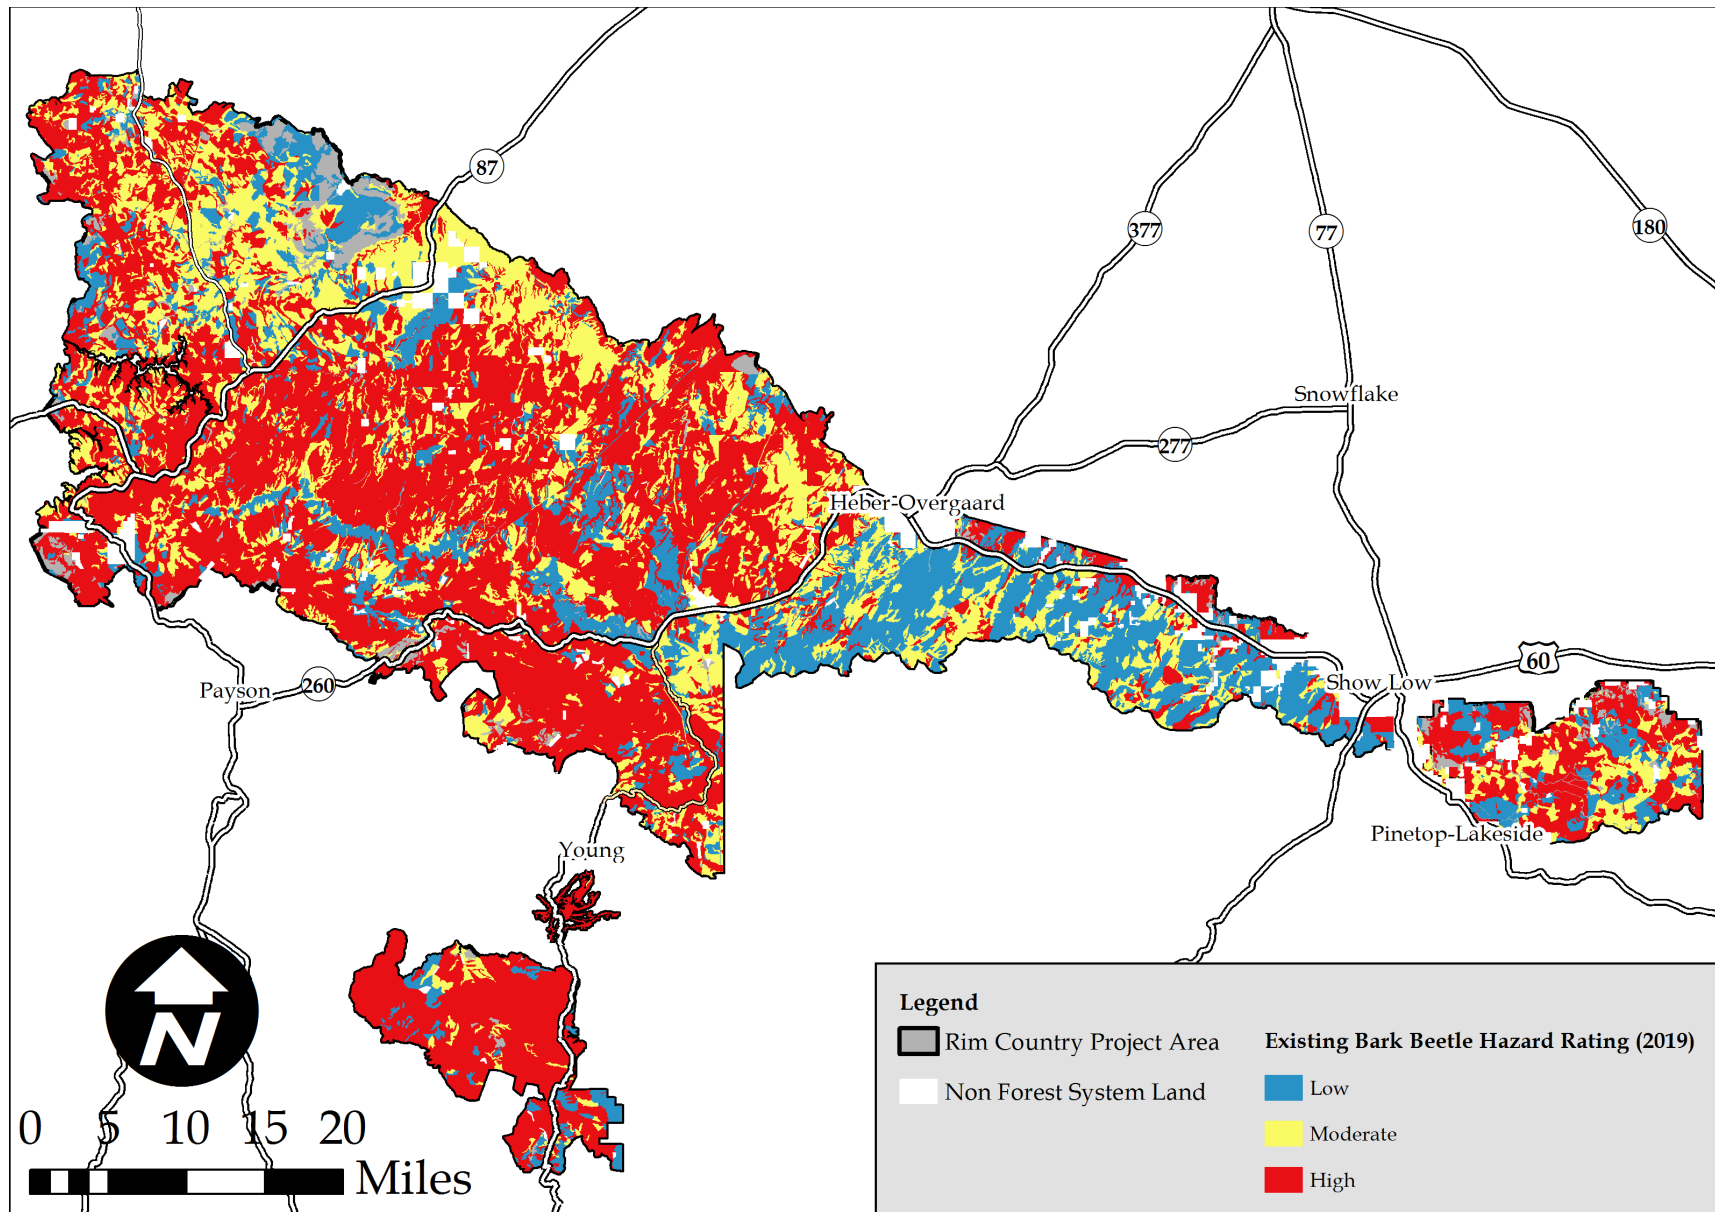 87
377
77
180
Snowflake
277
Heber-Overgaard
60
Payson
260
Show Low
Pinetop-Lakeside
Young
N
0 5 10 15 20
Miles
Legend
Rim Country Project Area
Non Forest System Land
Existing Bark Beetle Hazard Rating (2019)
Low
Moderate
High